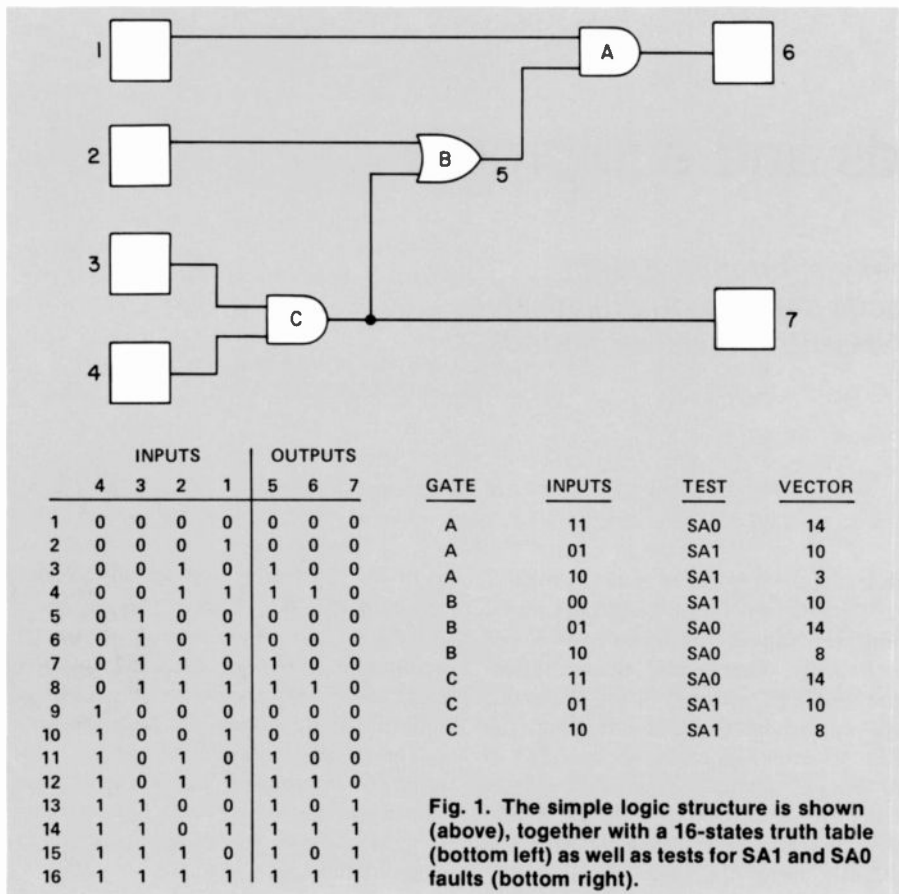 1
A
6
2
B
5
3
C
7
4
INPUTS OUTPUTS
4 3 2 1 5 6 7
1 0 0 0 0 0 0 0
2 0 0 0 1 0 0 0
3 0 0 1 0 1 0 0
4 0 0 1 1 1 1 0
5 0 1 0 0 0 0 0
6 0 1 0 1 0 0 0
7 0 1 1 0 1 0 0
8 0 1 1 1 1 1 0
9 1 0 0 0 0 0 0
10 1 0 0 1 0 0 0
11 1 0 1 0 1 0 0
12 1 0 1 1 1 1 0
13 1 1 0 0 1 0 1
14 1 1 0 1 1 1 1
15 1 1 1 0 1 0 1
16 1 1 1 1 1 1 1
GATE INPUTS TEST VECTOR
A 11 SA0 14
A 01 SA1 10
A 10 SA1 3
B 00 SA1 10
B 01 SA0 14
B 10 SA0 8
C 11 SA0 14
C 01 SA1 10
C 10 SA1 8
Fig. 1. The simple logic structure is shown
(above), together with a 16-states truth table
(bottom left) as well as tests for SA1 and SA0
faults (bottom right).